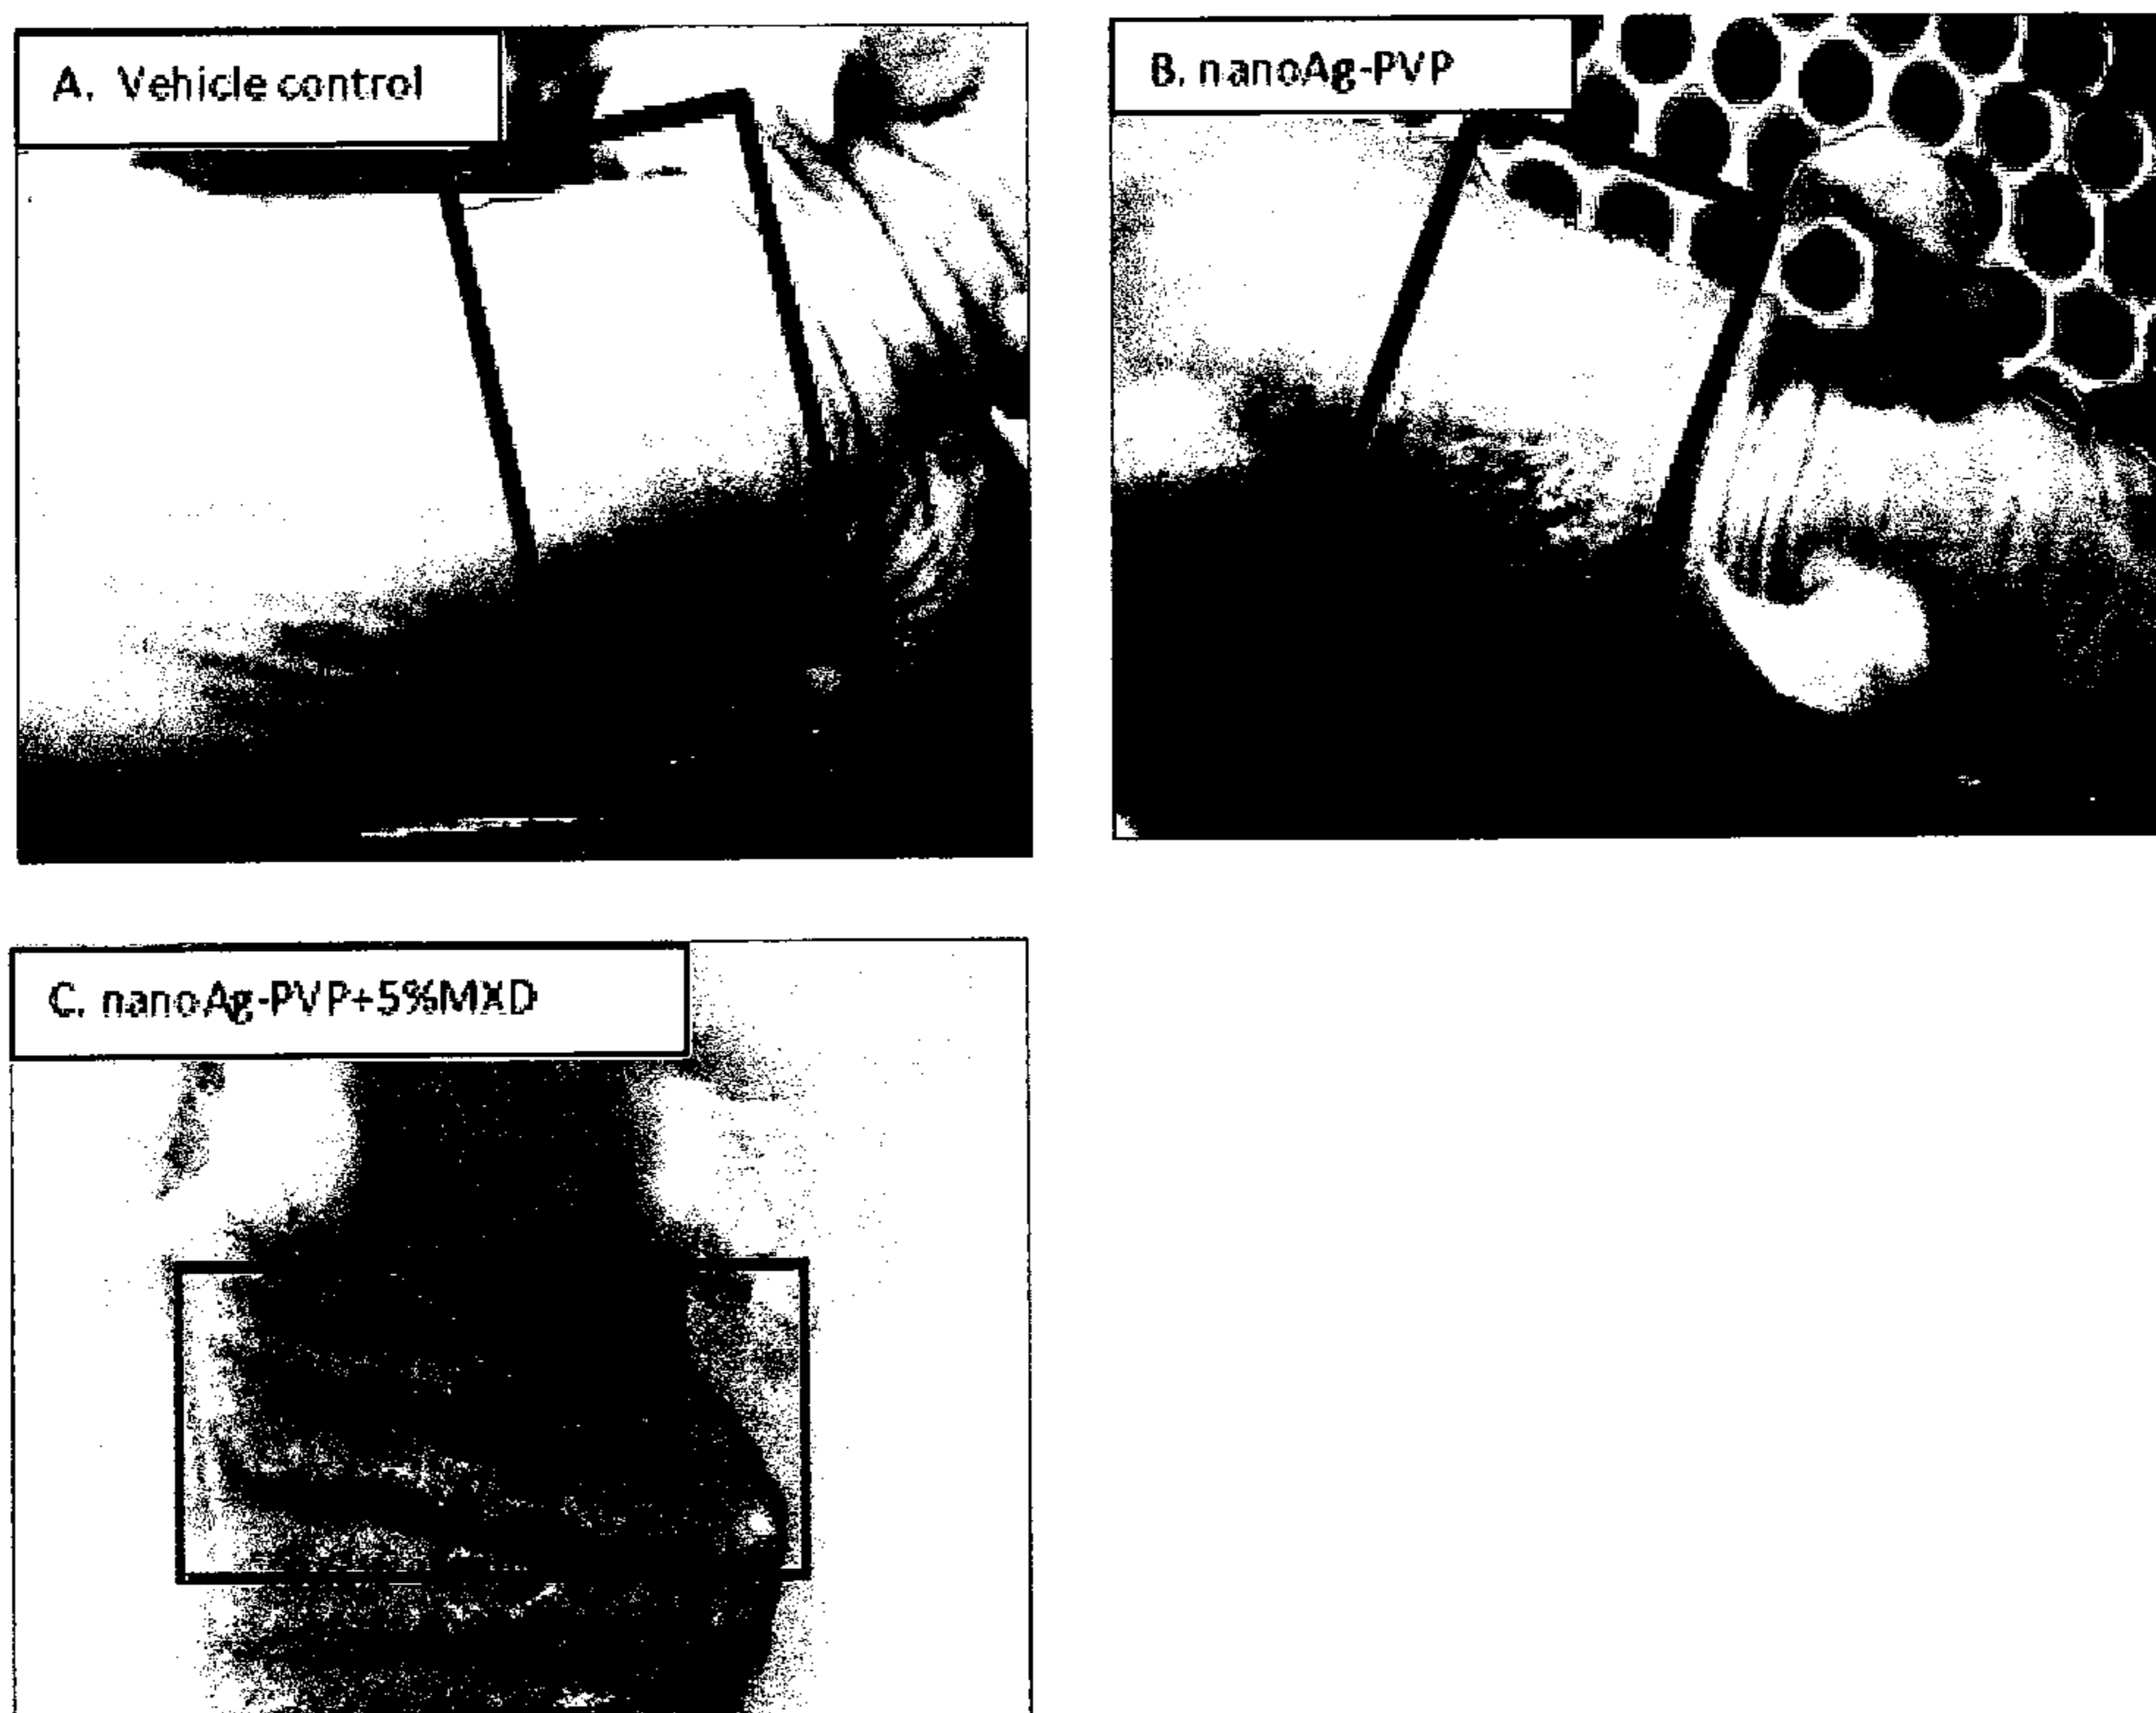 A. Vehicle control
B. nanoAg-PVP
C. nanoAg-PVP+5%MXD